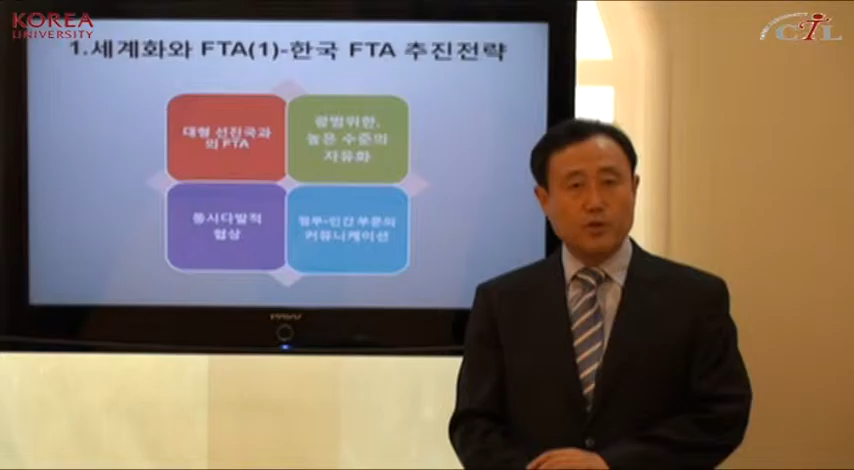 KOREA
UNIVERSITY
CTL
1.세계화와 FTA(1)-한국 FTA 추진전략
대형 선진국과
의 FTA
광범위한,
높은 수준의
자유화
동시다발적
협상
정부-민간 부문의
커뮤니케이션